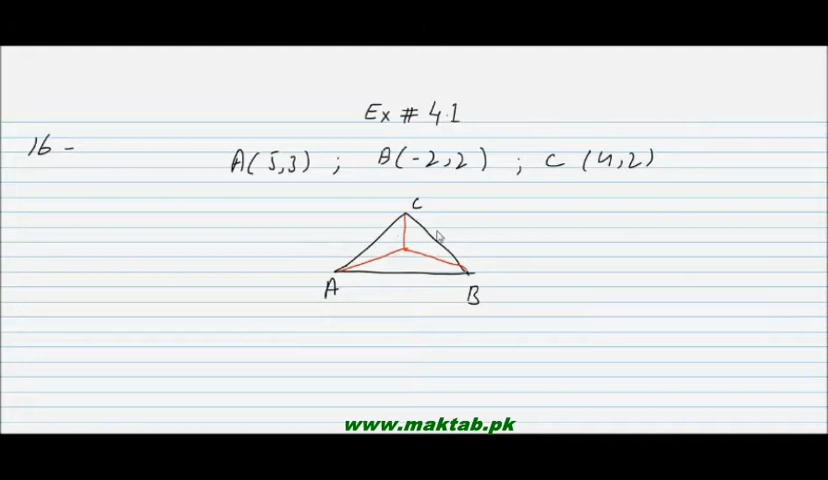 Ex # 4.1
16 -
A(5,3) ; B(-2,2) ; C (4,2)
C
A
B
www.maktab.pk